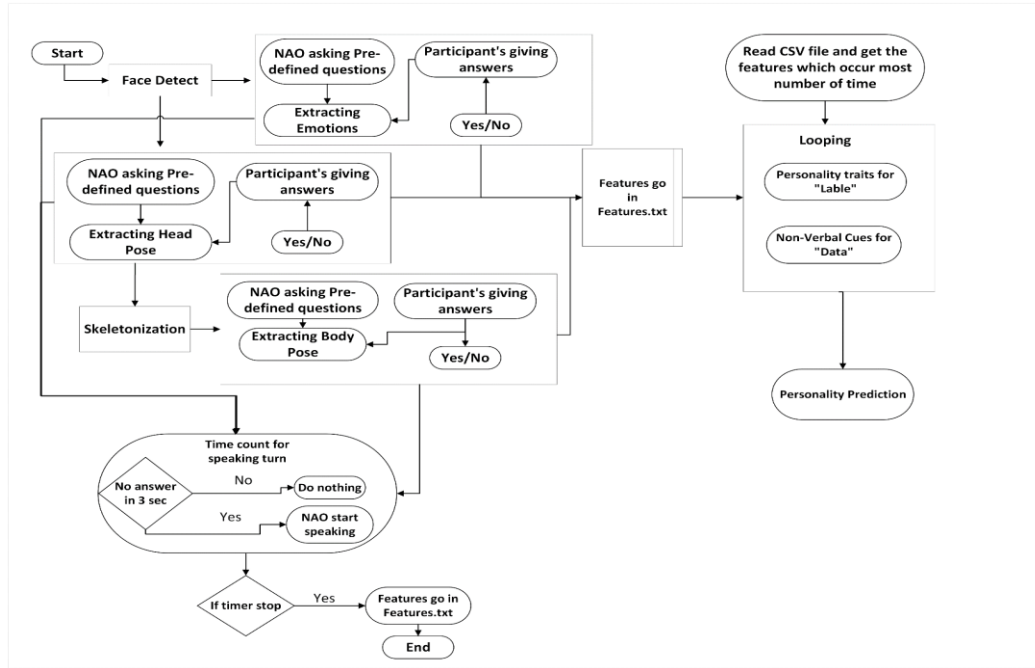 Start
Face Detect
NAO asking Pre-
defined questions
Participant's giving
answers
Extracting
Emotions
Yes/No
Read CSV file and get the
features which occur most
number of time
NAO asking Pre-
defined questions
Participant's giving
answers
Extracting Head
Pose
Yes/No
Features go
in
Features.txt
Looping
Personality traits for
"Lable"
Non-Verbal Cues for
"Data"
Skeletonization
NAO asking Pre-
defined questions
Participant's giving
answers
Extracting Body
Pose
Yes/No
Personality Prediction
Time count for
speaking turn
No answer
in 3 sec
No
Do nothing
Yes
NAO start
speaking
If timer stop
Yes
Features go in
Features.txt
End